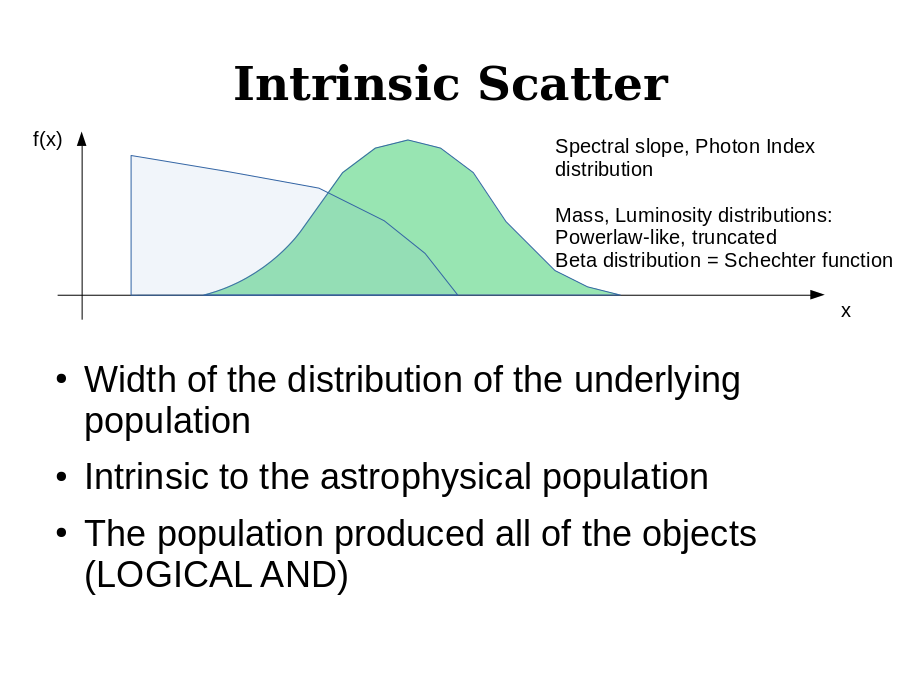 Intrinsic Scatter
f(x)
Spectral slope, Photon Index
distribution
Mass, Luminosity distributions:
Powerlaw-like, truncated
Beta distribution = Schechter function
x
• Width of the distribution of the underlying
population
• Intrinsic to the astrophysical population
• The population produced all of the objects
(LOGICAL AND)